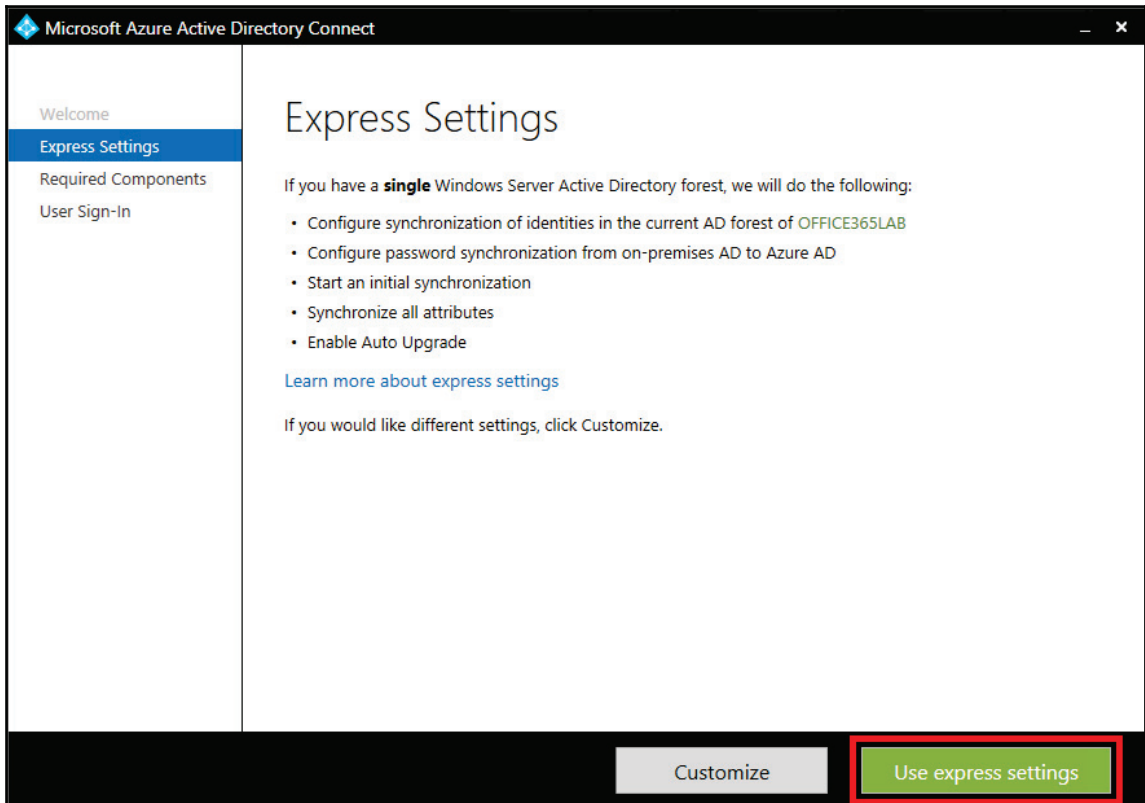 Microsoft Azure Active Directory Connect
Welcome
Express Settings
Required Components
User Sign-In
Express Settings
If you have a single Windows Server Active Directory forest, we will do the following:
• Configure synchronization of identities in the current AD forest of OFFICE365LAB
• Configure password synchronization from on-premises AD to Azure AD
• Start an initial synchronization
• Synchronize all attributes
• Enable Auto Upgrade
Learn more about express settings
If you would like different settings, click Customize.
Customize
Use express settings